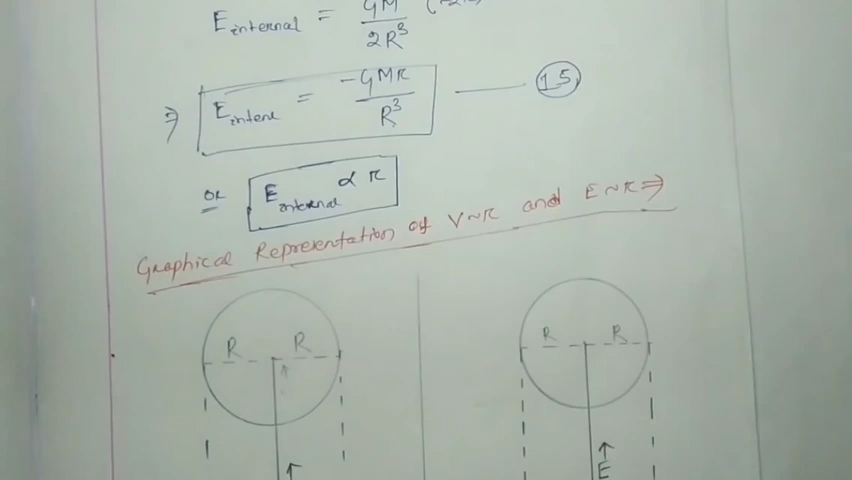 E internal = GM / 2R³
⇒ E intern = -GMr / R³ —— (15)
or E internal ∝ r
Graphical Representation of V~r and E~r ⇒
R R R R
E